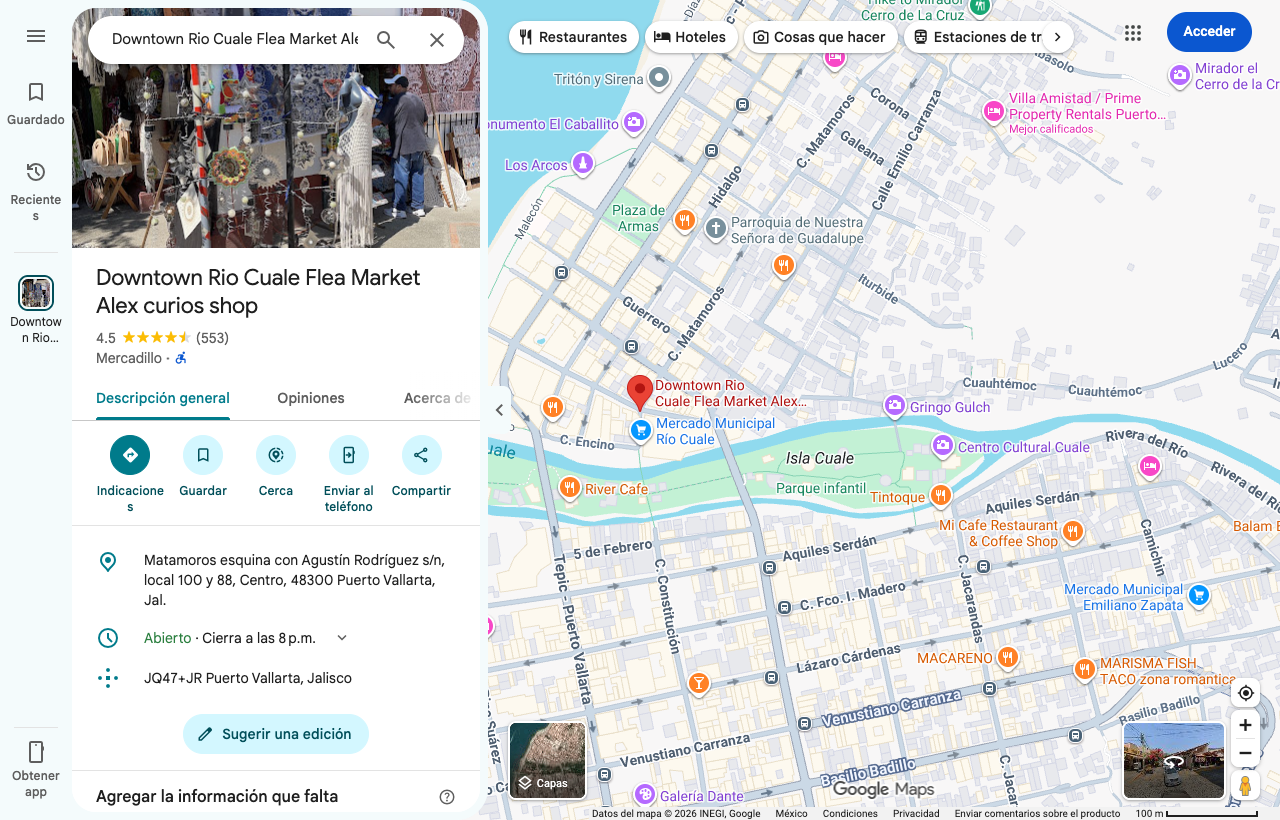 Guardado
Reciente
s
Downtow
n Rio...
Obtener
app
Downtown Rio Cuale Flea Market Ale
Downtown Rio Cuale Flea Market
Alex curios shop
4.5 (553)
Mercadillo ·
Descripción general
Opiniones
Acerca de
Indicacione
s
Guardar
Cerca
Enviar al
teléfono
Compartir
Matamoros esquina con Agustín Rodríguez s/n,
local 100 y 88, Centro, 48300 Puerto Vallarta,
Jal.
Abierto · Cierra a las 8 p.m.
JQ47+JR Puerto Vallarta, Jalisco
Sugerir una edición
Agregar la información que falta
Restaurantes
Hoteles
Cosas que hacer
Estaciones de tr
Acceder
Hike to Mirador
Cerro de La Cruz
Mirador el
Cerro de la Cr
Tritón y Sirena
onumento El Caballito
Los Arcos
Malecón
Plaza de
Armas
Hidalgo
C. Matamoros
Corona
Galeana
Calle Emilio Carranza
Villa Amistad / Prime
Property Rentals Puerto...
Mejor calificados
Parroquia de Nuestra
Señora de Guadalupe
Iturbide
Guerrero
C. Matamoros
Lucero
Cuauhtémoc
Cuauhtémoc
Downtown Rio
Cuale Flea Market Alex...
Mercado Municipal
Río Cuale
Gringo Gulch
C. Encino
Isla Cuale
Centro Cultural Cuale
Rivera del Río
Rivera del Río
Parque infantil
River Cafe
Tintoque
Aquiles Serdán
Mi Cafe Restaurant
& Coffee Shop
Balam
5 de Febrero
Aquiles Serdán
Camichin
Tepic - Puerto Vallarta
C. Constitución
C. Fco. I. Madero
C. Jacarandas
Mercado Municipal
Emiliano Zapata
Lázaro Cárdenas
MACARENO
MARISMA FISH
TACO zona romantica
Venustiano Carranza
Venustiano Carranza
Basilio Badillo
Basilio Badillo
C. Jaca
Suárez
Galería Dante
Capas
Google Maps
Datos del mapa © 2026 INEGI, Google
México
Condiciones
Privacidad
Enviar comentarios sobre el producto
100 m